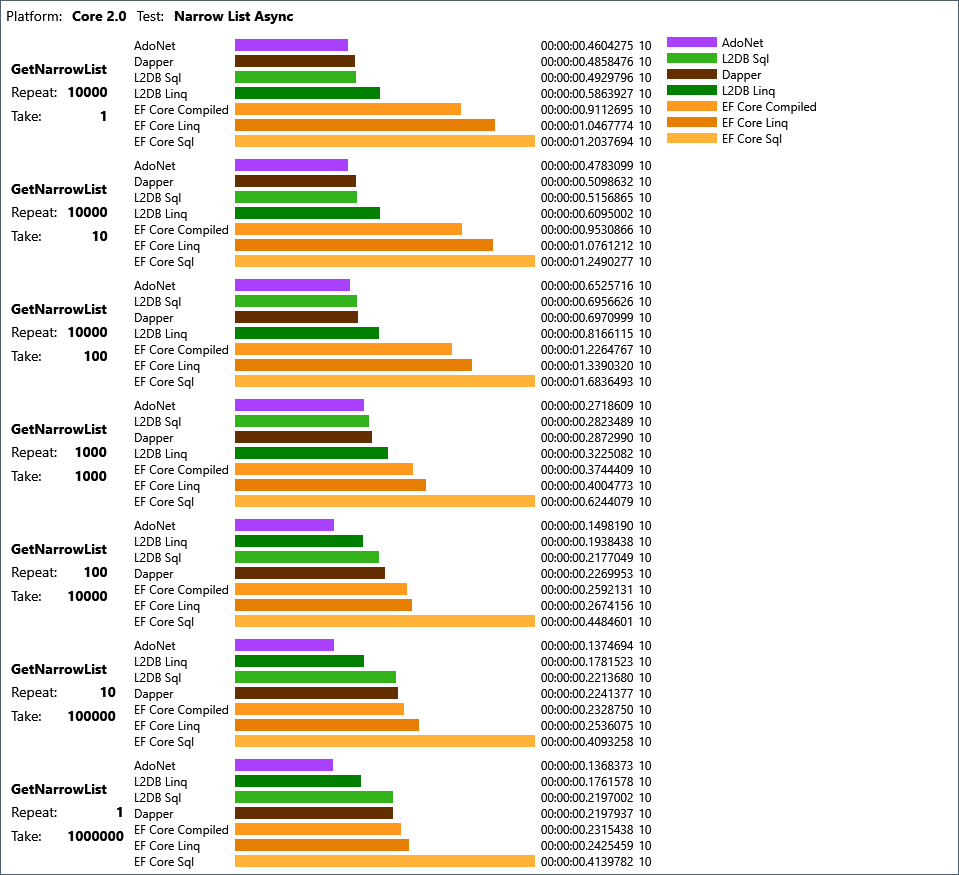 Platform: Core 2.0 Test: Narrow List Async
GetNarrowList
Repeat: 10000
Take: 1
AdoNet 00:00:00.4604275 10
Dapper 00:00:00.4858476 10
L2DB Sql 00:00:00.4929796 10
L2DB Linq 00:00:00.5863927 10
EF Core Compiled 00:00:00.9112695 10
EF Core Linq 00:00:01.0467774 10
EF Core Sql 00:00:01.2037694 10
AdoNet
L2DB Sql
Dapper
L2DB Linq
EF Core Compiled
EF Core Linq
EF Core Sql
GetNarrowList
Repeat: 10000
Take: 10
AdoNet 00:00:00.4783099 10
Dapper 00:00:00.5098632 10
L2DB Sql 00:00:00.5156865 10
L2DB Linq 00:00:00.6095002 10
EF Core Compiled 00:00:00.9530866 10
EF Core Linq 00:00:01.0761212 10
EF Core Sql 00:00:01.2490277 10
GetNarrowList
Repeat: 10000
Take: 100
AdoNet 00:00:00.6525716 10
L2DB Sql 00:00:00.6956626 10
Dapper 00:00:00.6970999 10
L2DB Linq 00:00:00.8166115 10
EF Core Compiled 00:00:01.2264767 10
EF Core Linq 00:00:01.3390320 10
EF Core Sql 00:00:01.6836493 10
GetNarrowList
Repeat: 1000
Take: 1000
AdoNet 00:00:00.2718609 10
L2DB Sql 00:00:00.2823489 10
Dapper 00:00:00.2872990 10
L2DB Linq 00:00:00.3225082 10
EF Core Compiled 00:00:00.3744409 10
EF Core Linq 00:00:00.4004773 10
EF Core Sql 00:00:00.6244079 10
GetNarrowList
Repeat: 100
Take: 10000
AdoNet 00:00:00.1498190 10
L2DB Linq 00:00:00.1938438 10
L2DB Sql 00:00:00.2177049 10
Dapper 00:00:00.2269953 10
EF Core Compiled 00:00:00.2592131 10
EF Core Linq 00:00:00.2674156 10
EF Core Sql 00:00:00.4484601 10
GetNarrowList
Repeat: 10
Take: 100000
AdoNet 00:00:00.1374694 10
L2DB Linq 00:00:00.1781523 10
L2DB Sql 00:00:00.2213680 10
Dapper 00:00:00.2241377 10
EF Core Compiled 00:00:00.2328750 10
EF Core Linq 00:00:00.2536075 10
EF Core Sql 00:00:00.4093258 10
GetNarrowList
Repeat: 1
Take: 1000000
AdoNet 00:00:00.1368373 10
L2DB Linq 00:00:00.1761578 10
L2DB Sql 00:00:00.2197002 10
Dapper 00:00:00.2197937 10
EF Core Compiled 00:00:00.2315438 10
EF Core Linq 00:00:00.2425459 10
EF Core Sql 00:00:00.4139782 10